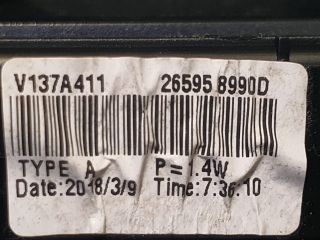 V137A411 26595 8990D
TYPE A P=1.4W
Date:2018/3/9 Time:7:36:10